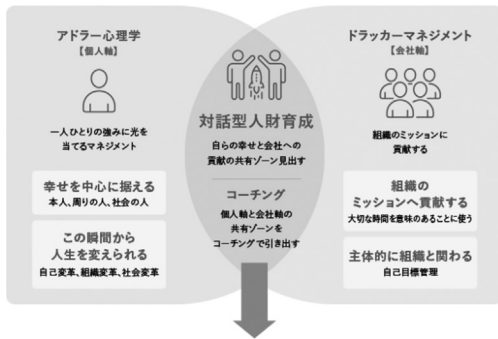 アドラー心理学
【個人軸】
一人ひとりの強みに光を
当てるマネジメント
幸せを中心に据える
本人、周りの人、社会の人
この瞬間から
人生を変えられる
自己変革、組織変革、社会変革
対話型人財育成
自らの幸せと会社への
貢献の共有ゾーン見出す
コーチング
個人軸と会社軸の
共有ゾーンを
コーチングで引き出す
ドラッカーマネジメント
【会社軸】
組織のミッションに
貢献する
組織の
ミッションへ貢献する
大切な時間を意味のあることに使う
主体的に組織と関わる
自己目標管理